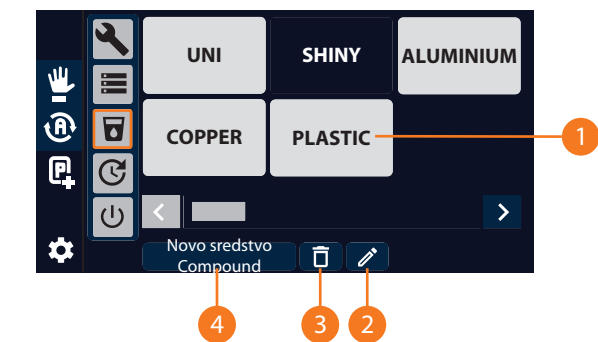 UNI
SHINY
ALUMINIUM
COPPER
PLASTIC
1
A
P
Novo sredstvo
Compound
4
3
2